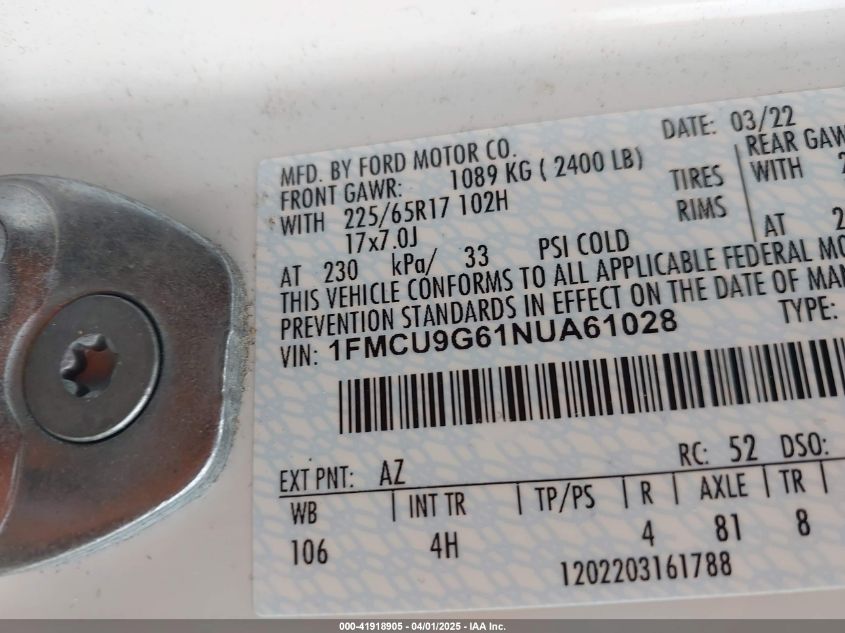 DATE: 03/22
MFD. BY FORD MOTOR CO.
FRONT GAWR: 1089 KG ( 2400 LB)
REAR GAW
WITH 225/65R17 102H TIRES
WITH 2
17x7.0J RIMS
AT 230 kPa/ 33 PSI COLD
AT 2
THIS VEHICLE CONFORMS TO ALL APPLICABLE FEDERAL MO
PREVENTION STANDARDS IN EFFECT ON THE DATE OF MAN
VIN: 1FMCU9G61NUA61028
TYPE:
EXT PNT: AZ RC: 52 DSO:
WB INT TR TP/PS R AXLE TR
106 4H 4 81 8
1202203161788
000-41918905 - 04/01/2025 - IAA Inc.